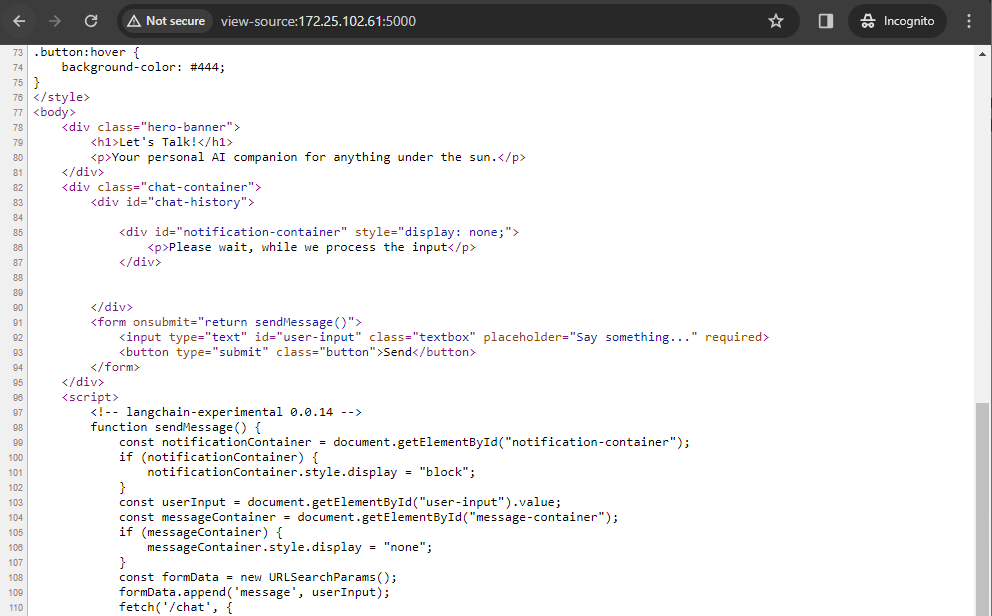 Not secure view-source:172.25.102.61:5000 Incognito
73 .button:hover {
74     background-color: #444;
75 }
76 </style>
77 <body>
78     <div class="hero-banner">
79         <h1>Let's Talk!</h1>
80         <p>Your personal AI companion for anything under the sun.</p>
81     </div>
82     <div class="chat-container">
83         <div id="chat-history">
84
85             <div id="notification-container" style="display: none;">
86                 <p>Please wait, while we process the input</p>
87             </div>
88
89
90         </div>
91         <form onsubmit="return sendMessage()">
92             <input type="text" id="user-input" class="textbox" placeholder="Say something..." required>
93             <button type="submit" class="button">Send</button>
94         </form>
95     </div>
96     <script>
97         <!-- langchain-experimental 0.0.14 -->
98         function sendMessage() {
99             const notificationContainer = document.getElementById("notification-container");
100             if (notificationContainer) {
101                 notificationContainer.style.display = "block";
102             }
103             const userInput = document.getElementById("user-input").value;
104             const messageContainer = document.getElementById("message-container");
105             if (messageContainer) {
106                 messageContainer.style.display = "none";
107             }
108             const formData = new URLSearchParams();
109             formData.append('message', userInput);
110             fetch('/chat', {